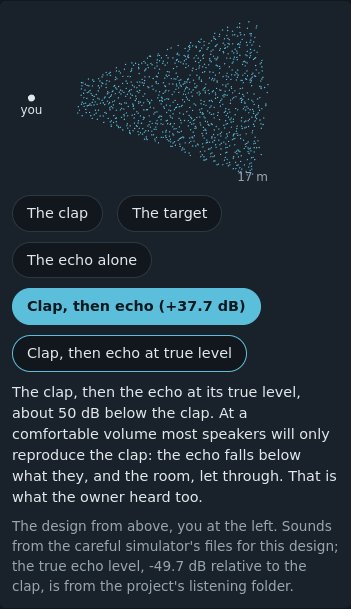 you
17 m
The clap
The target
The echo alone
Clap, then echo (+37.7 dB)
Clap, then echo at true level
The clap, then the echo at its true level,
about 50 dB below the clap. At a
comfortable volume most speakers will only
reproduce the clap: the echo falls below
what they, and the room, let through. That is
what the owner heard too.
The design from above, you at the left. Sounds
from the careful simulator's files for this design;
the true echo level, -49.7 dB relative to the
clap, is from the project's listening folder.